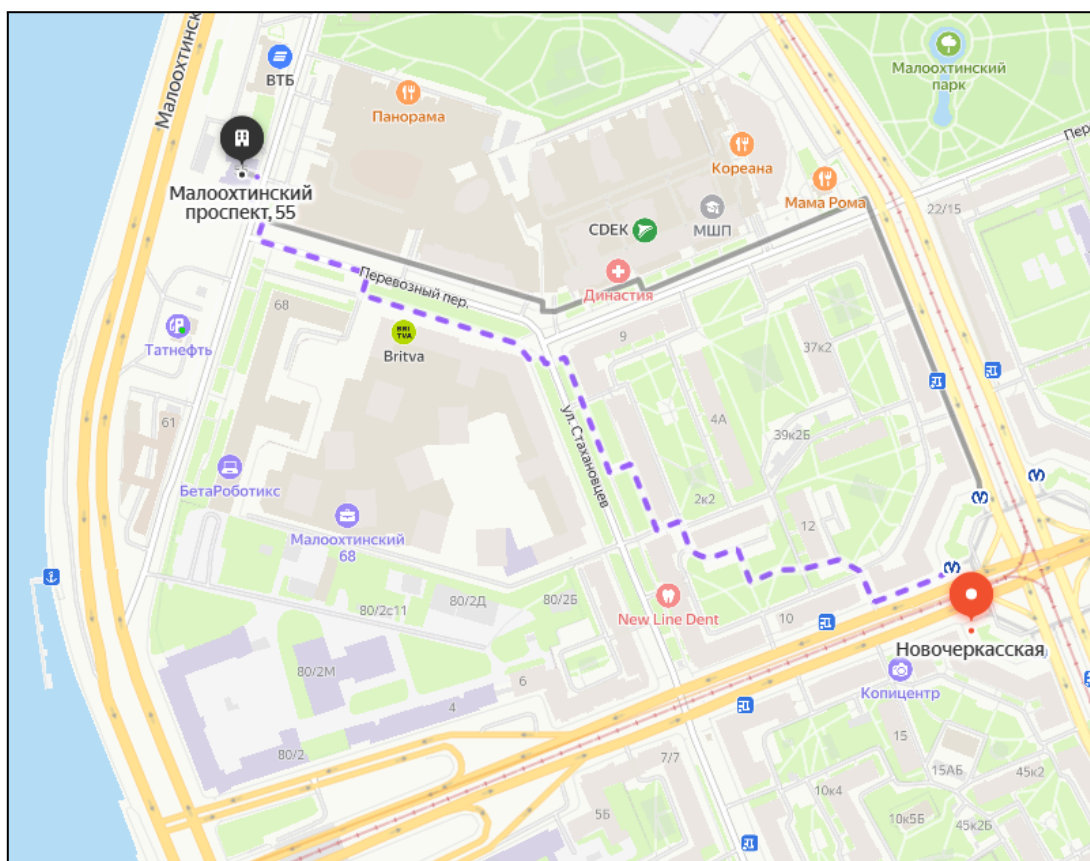 Малоохтинск
ВТБ
Панорама
Малоохтинский
парк
Малоохтинский
проспект, 55
Кореана
Мама Рома
Пере
22/15
CDEK
МШП
Династия
Перевозный пер.
68
Britva
Татнефть
9
37к2
61
ул. Стахановцев
4А
39к2Б
БетаРоботикс
2к2
Малоохтинский
68
12
80/2с11
80/2Д
80/2Б
New Line Dent
10
Новочеркасская
80/2М
6
Копицентр
4
80/2
15
7/7
15АБ
45к2
10к4
5Б
10к5Б
45к2Б